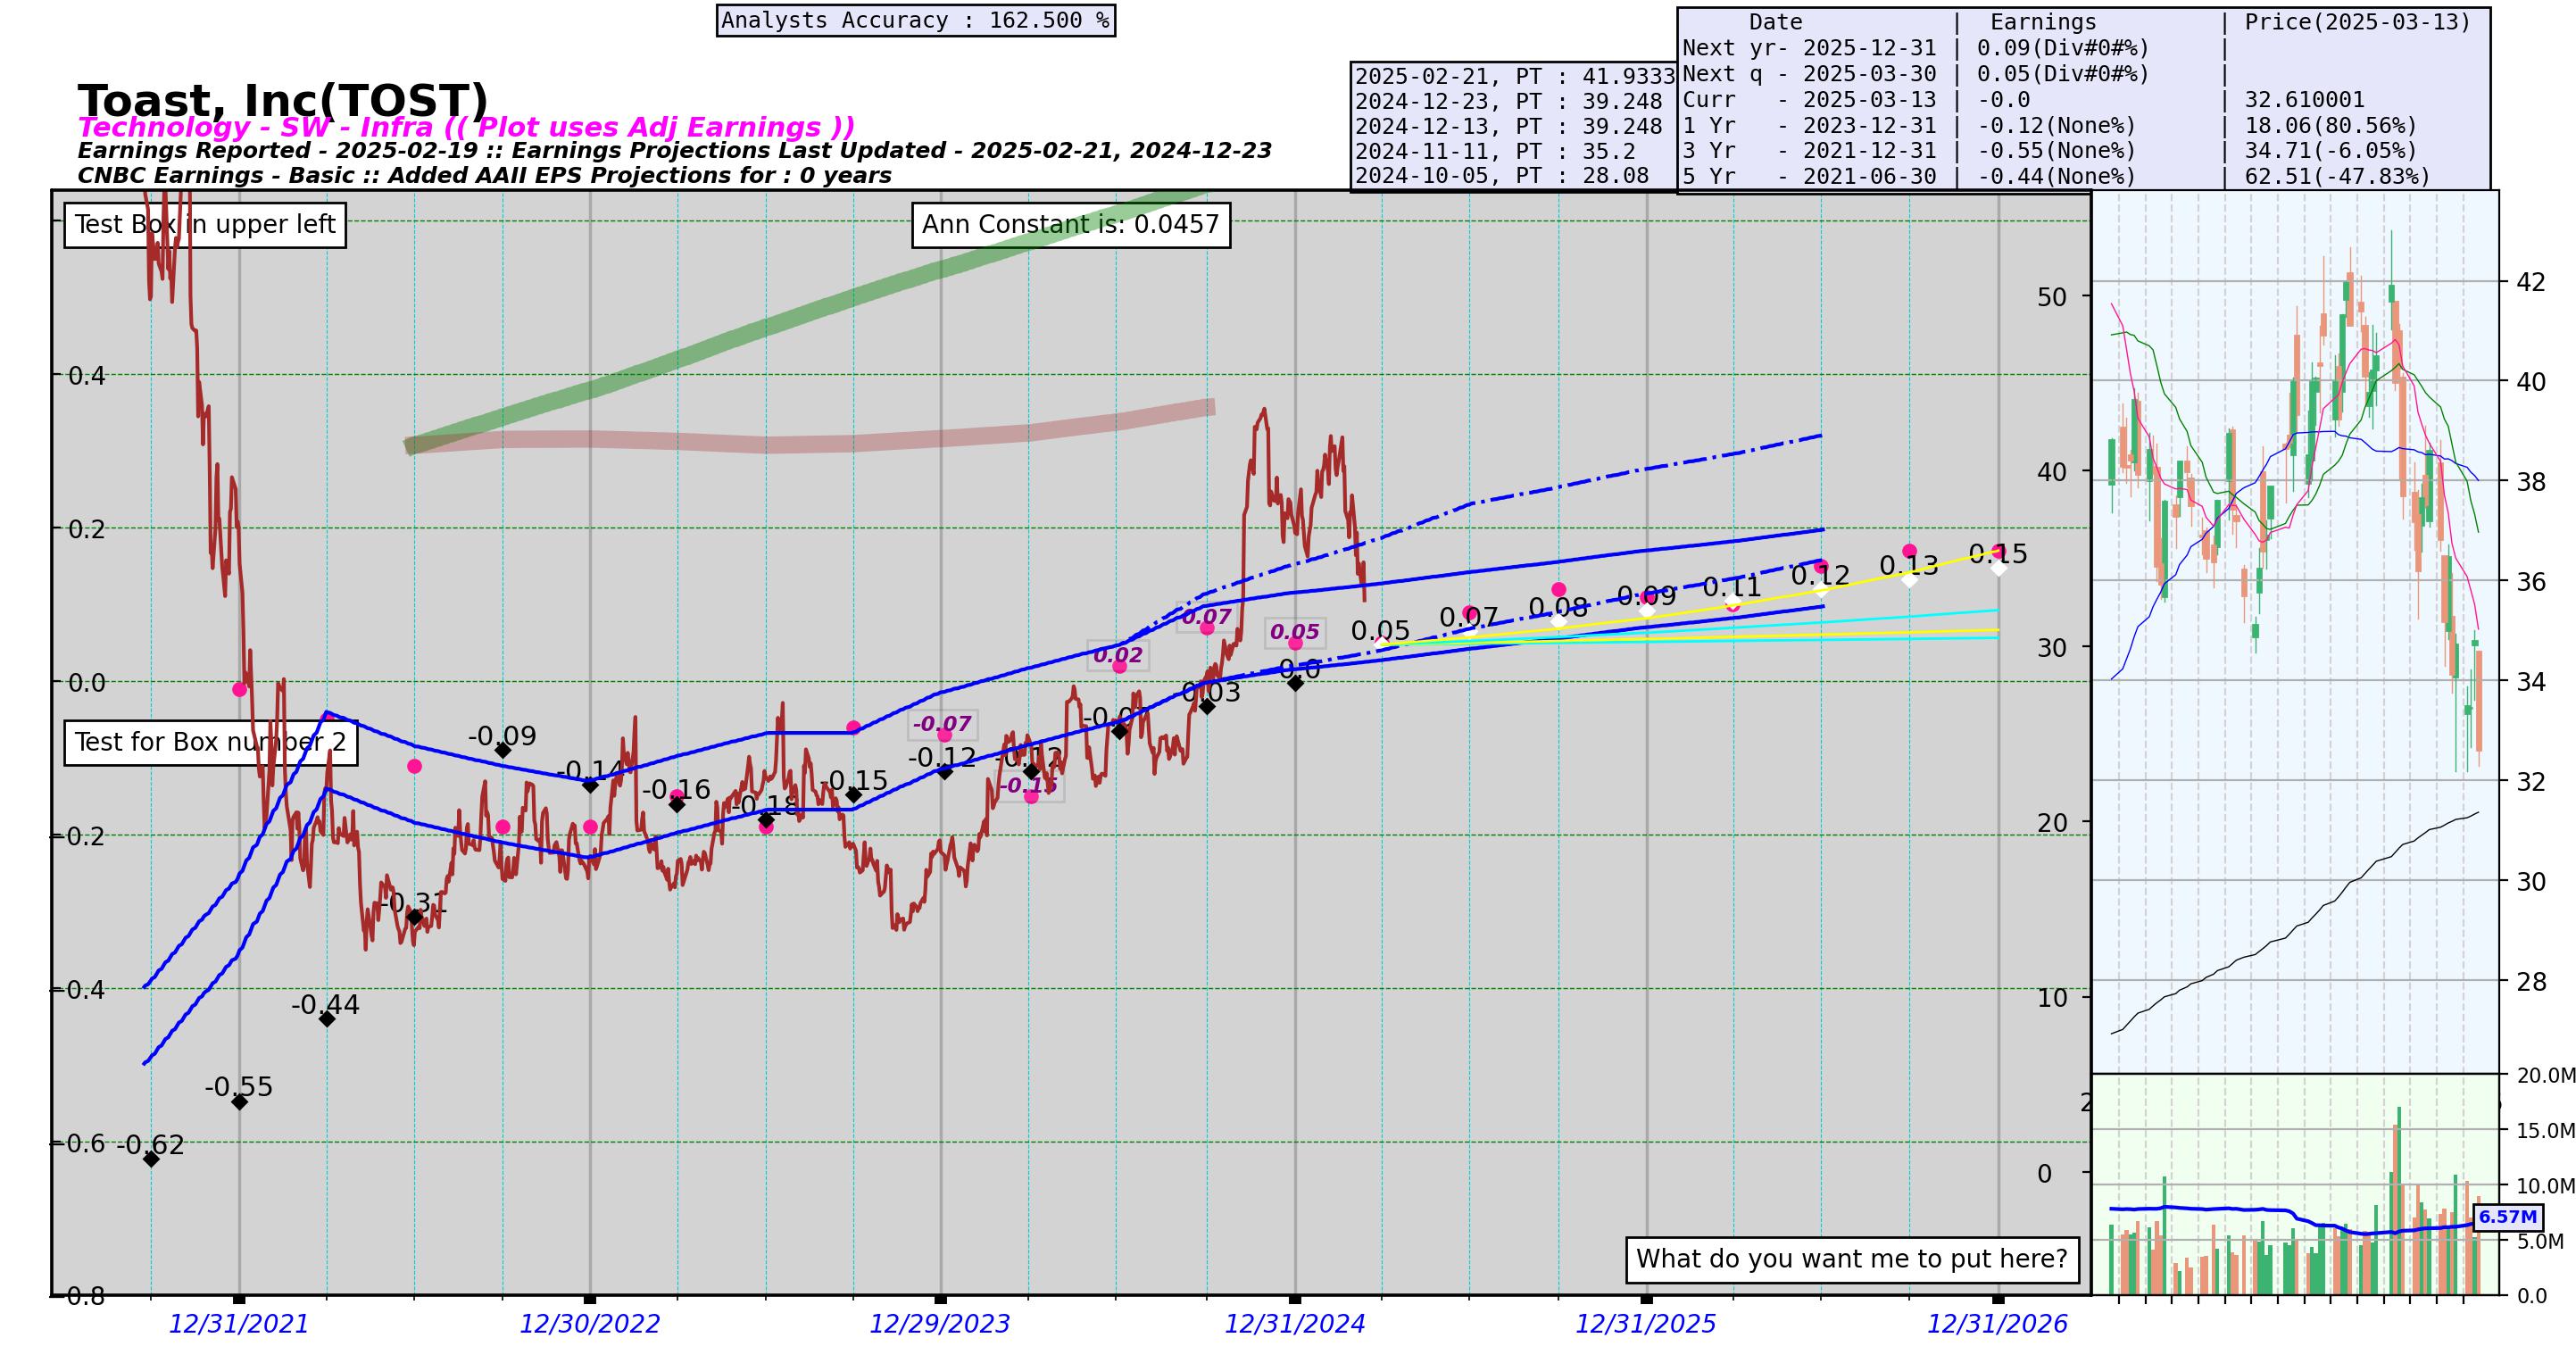 Analysts Accuracy : 162.500 %
Date | Earnings | Price(2025-03-13)
Next yr- 2025-12-31 | 0.09(Div#0#%) |
Next q - 2025-03-30 | 0.05(Div#0#%) |
Curr - 2025-03-13 | -0.0 | 32.610001
1 Yr - 2023-12-31 | -0.12(None%) | 18.06(80.56%)
3 Yr - 2021-12-31 | -0.55(None%) | 34.71(-6.05%)
5 Yr - 2021-06-30 | -0.44(None%) | 62.51(-47.83%)
2025-02-21, PT : 41.9333
2024-12-23, PT : 39.248
2024-12-13, PT : 39.248
2024-11-11, PT : 35.2
2024-10-05, PT : 28.08
Toast, Inc(TOST)
Technology - SW - Infra (( Plot uses Adj Earnings ))
Earnings Reported - 2025-02-19 :: Earnings Projections Last Updated - 2025-02-21, 2024-12-23
CNBC Earnings - Basic :: Added AAII EPS Projections for : 0 years
Test Box in upper left
Ann Constant is: 0.0457
Test for Box number 2
What do you want me to put here?
0.4
0.2
0.0
-0.2
-0.4
-0.6
-0.8
-0.62
-0.55
-0.44
-0.31
-0.09
-0.14
-0.16
-0.18
-0.15
-0.12
-0.07
-0.12
-0.15
0.02
0.07
-0.03
0.05
0.0
0.05
0.07
0.08
0.09
0.11
0.12
0.13
0.15
50
40
30
20
10
0
42
40
38
36
34
32
30
28
20.0M
15.0M
10.0M
6.57M
5.0M
0.0
12/31/2021
12/30/2022
12/29/2023
12/31/2024
12/31/2025
12/31/2026